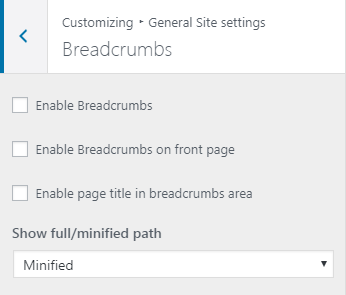 Customizing ‣ General Site settings
Breadcrumbs
Enable Breadcrumbs
Enable Breadcrumbs on front page
Enable page title in breadcrumbs area
Show full/minified path
Minified